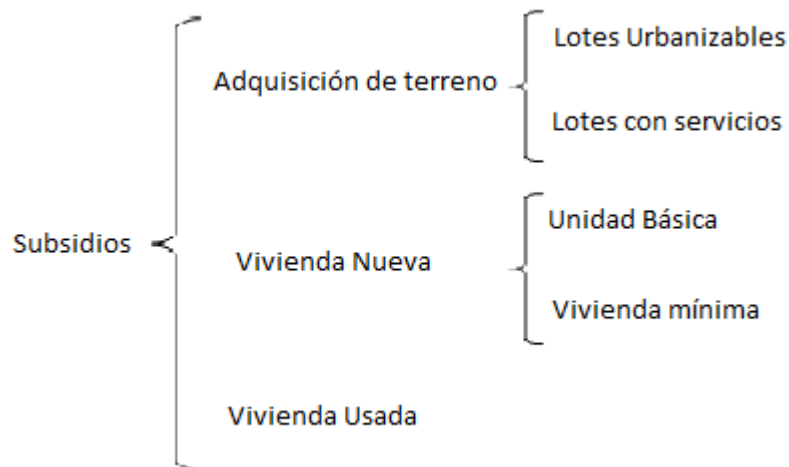 Subsidios
Adquisición de terreno
Lotes Urbanizables
Lotes con servicios
Vivienda Nueva
Unidad Básica
Vivienda mínima
Vivienda Usada